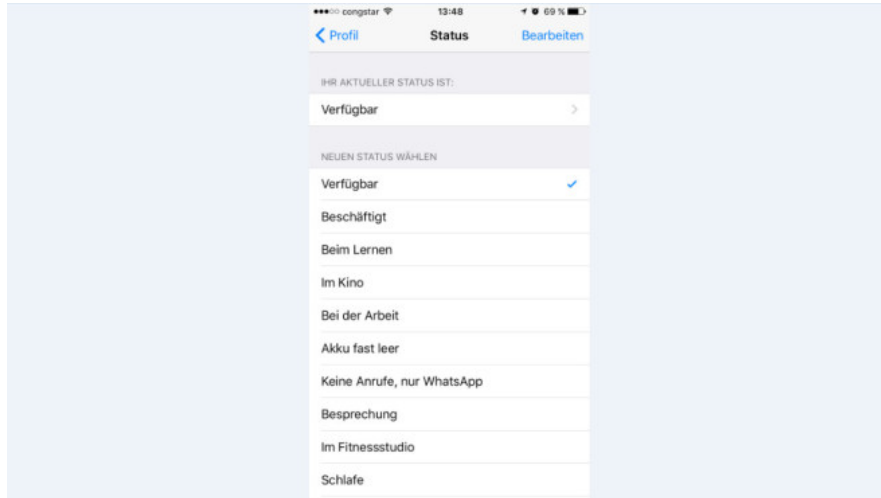 congstar 13:48 69 %
Profil Status Bearbeiten
IHR AKTUELLER STATUS IST:
Verfügbar
NEUEN STATUS WÄHLEN
Verfügbar
Beschäftigt
Beim Lernen
Im Kino
Bei der Arbeit
Akku fast leer
Keine Anrufe, nur WhatsApp
Besprechung
Im Fitnessstudio
Schlafe